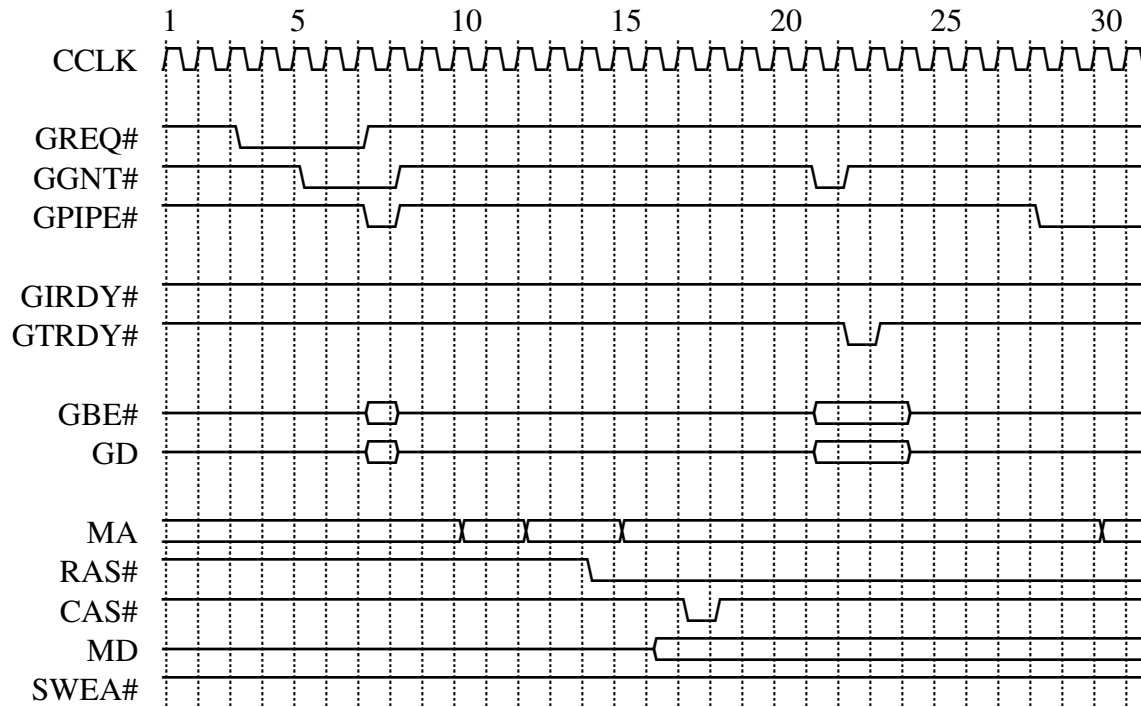 1 5 10 15 20 25 30
CCLK
GREQ#
GGNT#
GPIPE#
GIRDY#
GTRDY#
GBE#
GD
MA
RAS#
CAS#
MD
SWEA#